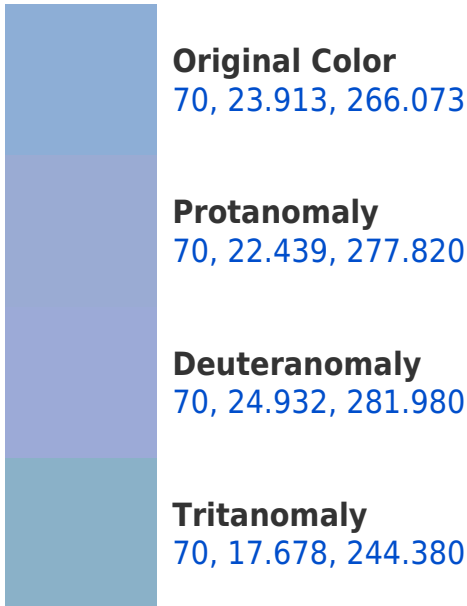 Original Color
70, 23.913, 266.073
Protanomaly
70, 22.439, 277.820
Deuteranomaly
70, 24.932, 281.980
Tritanomaly
70, 17.678, 244.380